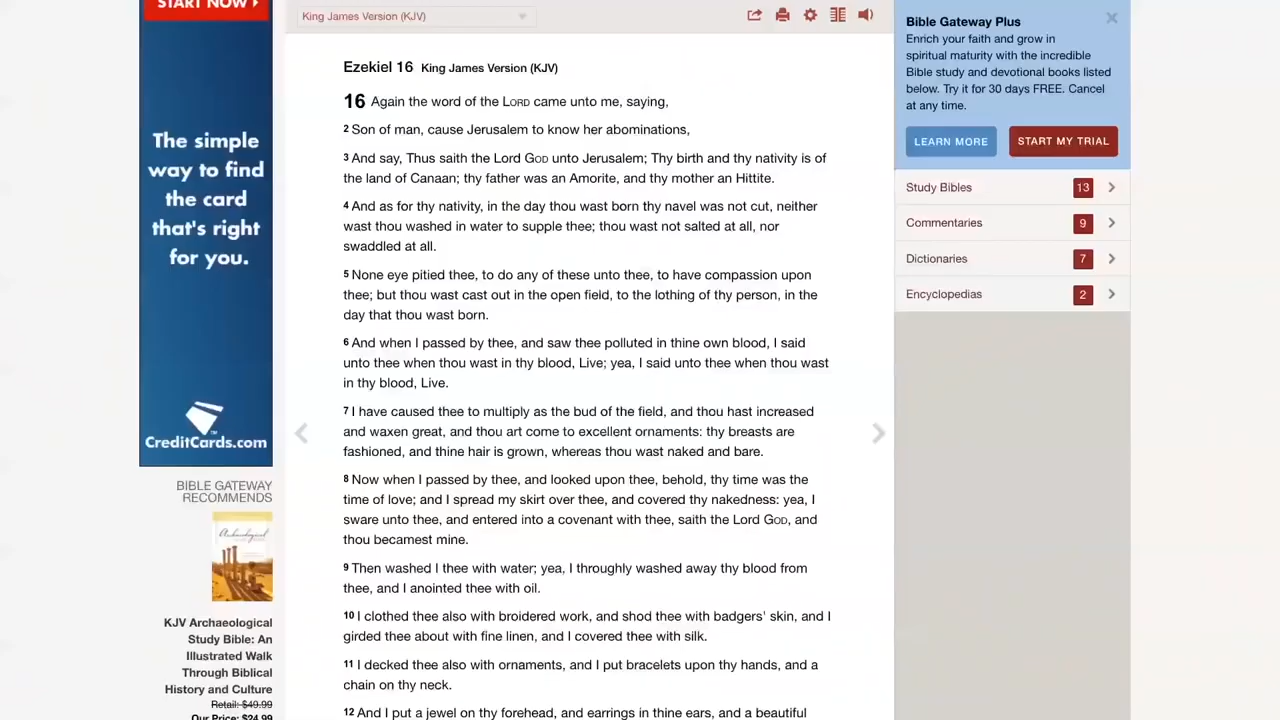 START NOW
The simple
way to find
the card
that's right
for you.
CreditCards.com
BIBLE GATEWAY
RECOMMENDS
KJV Archaeological
Study Bible: An
Illustrated Walk
Through Biblical
History and Culture
Retail: $49.99
Our Price: $24.99
King James Version (KJV)
Ezekiel 16 King James Version (KJV)
16 Again the word of the LORD came unto me, saying,
2 Son of man, cause Jerusalem to know her abominations,
3 And say, Thus saith the Lord GOD unto Jerusalem; Thy birth and thy nativity is of
the land of Canaan; thy father was an Amorite, and thy mother an Hittite.
4 And as for thy nativity, in the day thou wast born thy navel was not cut, neither
wast thou washed in water to supple thee; thou wast not salted at all, nor
swaddled at all.
5 None eye pitied thee, to do any of these unto thee, to have compassion upon
thee; but thou wast cast out in the open field, to the lothing of thy person, in the
day that thou wast born.
6 And when I passed by thee, and saw thee polluted in thine own blood, I said
unto thee when thou wast in thy blood, Live; yea, I said unto thee when thou wast
in thy blood, Live.
7 I have caused thee to multiply as the bud of the field, and thou hast increased
and waxen great, and thou art come to excellent ornaments: thy breasts are
fashioned, and thine hair is grown, whereas thou wast naked and bare.
8 Now when I passed by thee, and looked upon thee, behold, thy time was the
time of love; and I spread my skirt over thee, and covered thy nakedness: yea, I
sware unto thee, and entered into a covenant with thee, saith the Lord GOD, and
thou becamest mine.
9 Then washed I thee with water; yea, I throughly washed away thy blood from
thee, and I anointed thee with oil.
10 I clothed thee also with broidered work, and shod thee with badgers' skin, and I
girded thee about with fine linen, and I covered thee with silk.
11 I decked thee also with ornaments, and I put bracelets upon thy hands, and a
chain on thy neck.
12 And I put a jewel on thy forehead, and earrings in thine ears, and a beautiful
Bible Gateway Plus
Enrich your faith and grow in
spiritual maturity with the incredible
Bible study and devotional books listed
below. Try it for 30 days FREE. Cancel
at any time.
LEARN MORE
START MY TRIAL
Study Bibles 13
Commentaries 9
Dictionaries 7
Encyclopedias 2